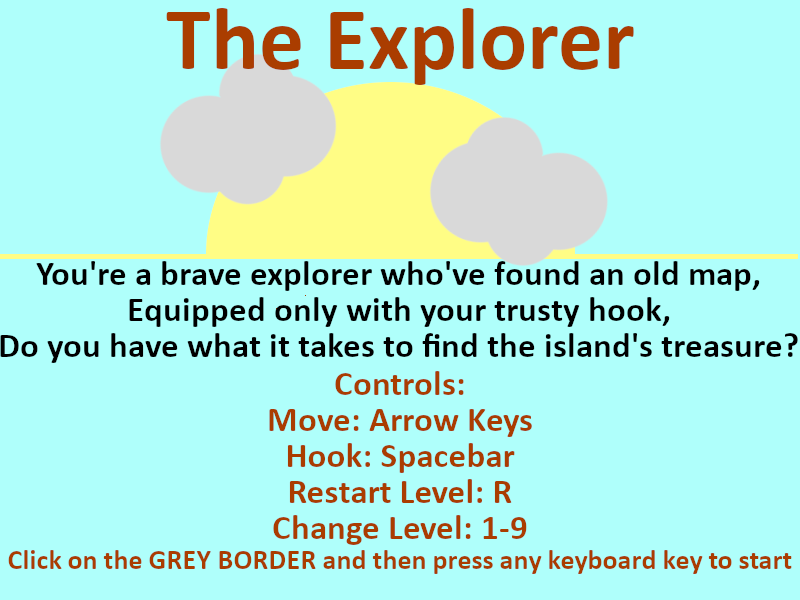 The Explorer
You're a brave explorer who've found an old map,
Equipped only with your trusty hook,
Do you have what it takes to find the island's treasure?
Controls:
Move: Arrow Keys
Hook: Spacebar
Restart Level: R
Change Level: 1-9
Click on the GREY BORDER and then press any keyboard key to start